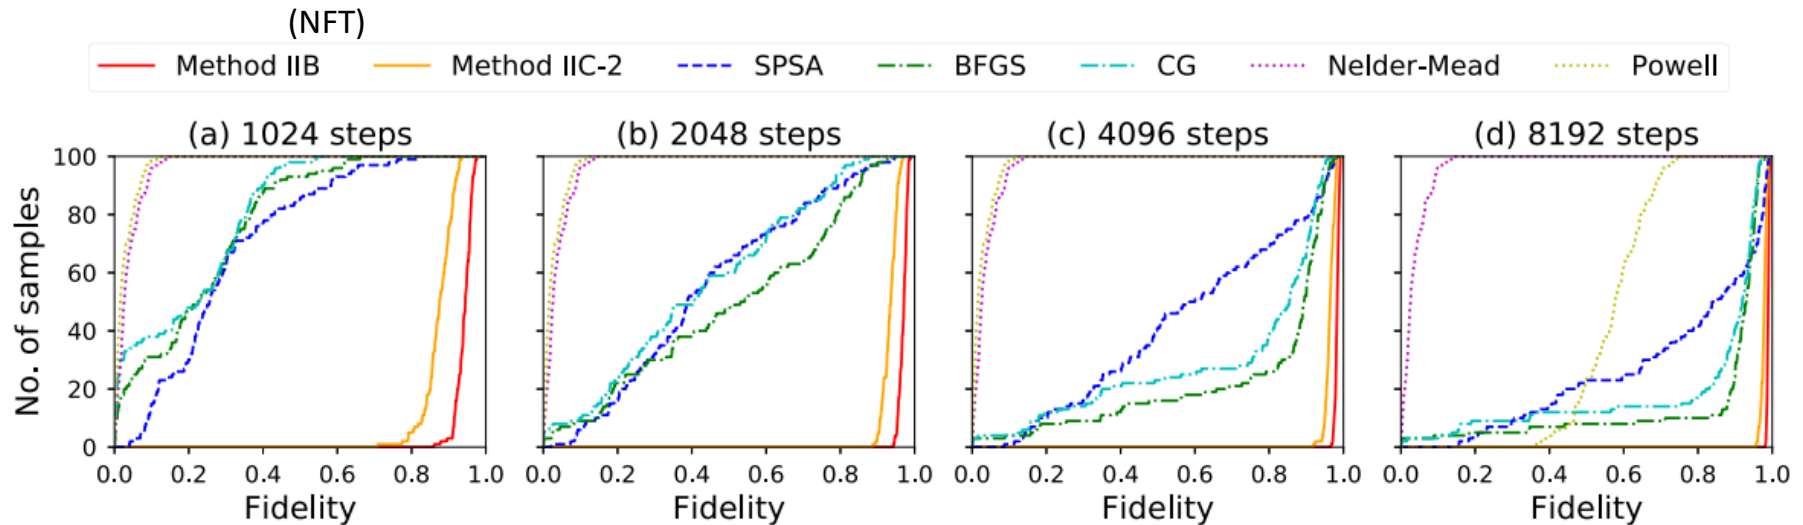 (NFT)
Method IIB Method IIC-2 SPSA BFGS CG Nelder-Mead Powell
(a) 1024 steps (b) 2048 steps (c) 4096 steps (d) 8192 steps
100
80
60
40
20
0
No. of samples
0.0 0.2 0.4 0.6 0.8 1.0 0.0 0.2 0.4 0.6 0.8 1.0 0.0 0.2 0.4 0.6 0.8 1.0 0.0 0.2 0.4 0.6 0.8 1.0
Fidelity Fidelity Fidelity Fidelity